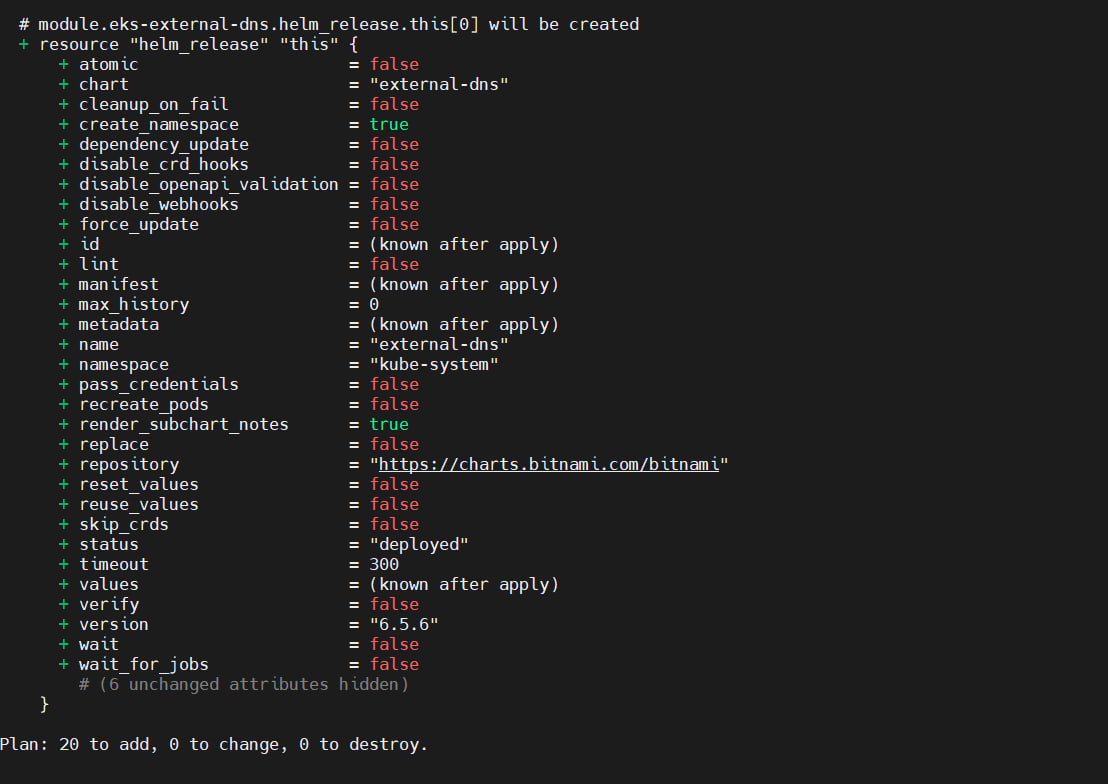 # module.eks-external-dns.helm_release.this[0] will be created
+ resource "helm_release" "this" {
+ atomic = false
+ chart = "external-dns"
+ cleanup_on_fail = false
+ create_namespace = true
+ dependency_update = false
+ disable_crd_hooks = false
+ disable_openapi_validation = false
+ disable_webhooks = false
+ force_update = false
+ id = (known after apply)
+ lint = false
+ manifest = (known after apply)
+ max_history = 0
+ metadata = (known after apply)
+ name = "external-dns"
+ namespace = "kube-system"
+ pass_credentials = false
+ recreate_pods = false
+ render_subchart_notes = true
+ replace = false
+ repository = "https://charts.bitnami.com/bitnami"
+ reset_values = false
+ reuse_values = false
+ skip_crds = false
+ status = "deployed"
+ timeout = 300
+ values = (known after apply)
+ verify = false
+ version = "6.5.6"
+ wait = false
+ wait_for_jobs = false
# (6 unchanged attributes hidden)
}
Plan: 20 to add, 0 to change, 0 to destroy.